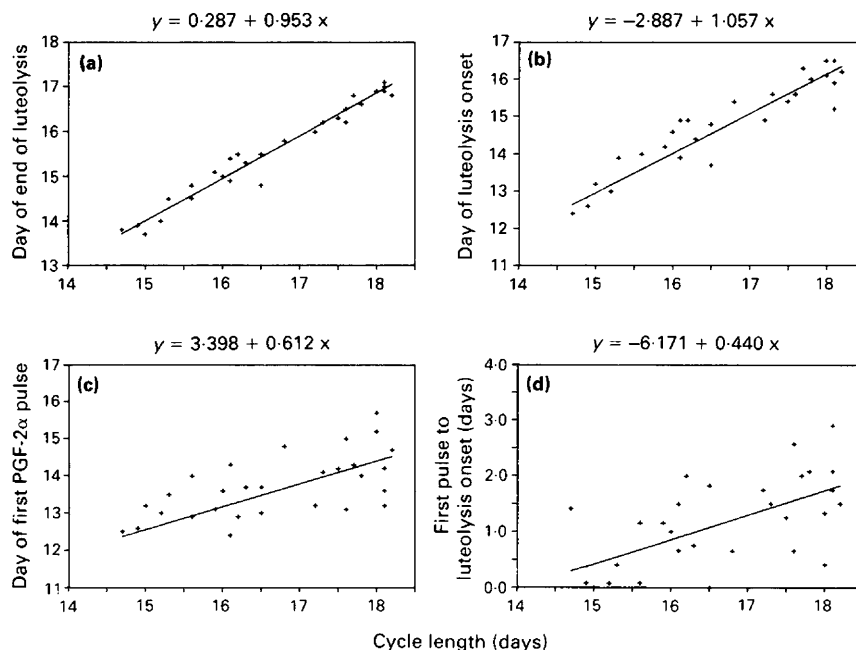 y = 0·287 + 0·953 x
(a)
Day of end of luteolysis
18
17
16
15
14
13
14 15 16 17 18
y = −2·887 + 1·057 x
(b)
Day of luteolysis onset
17
16
15
14
13
12
11
14 15 16 17 18
y = 3·398 + 0·612 x
(c)
Day of first PGF-2α pulse
17
16
15
14
13
12
11
14 15 16 17 18
y = −6·171 + 0·440 x
(d)
First pulse to
luteolysis onset (days)
4·0
3·0
2·0
1·0
0·0
14 15 16 17 18
Cycle length (days)